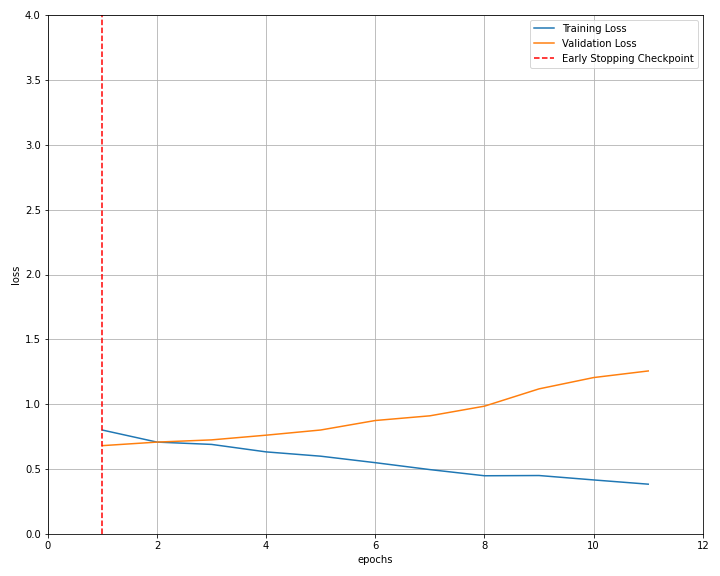 Training Loss
Validation Loss
Early Stopping Checkpoint
4.0
3.5
3.0
2.5
2.0
1.5
1.0
0.5
0.0
loss
0 2 4 6 8 10 12
epochs